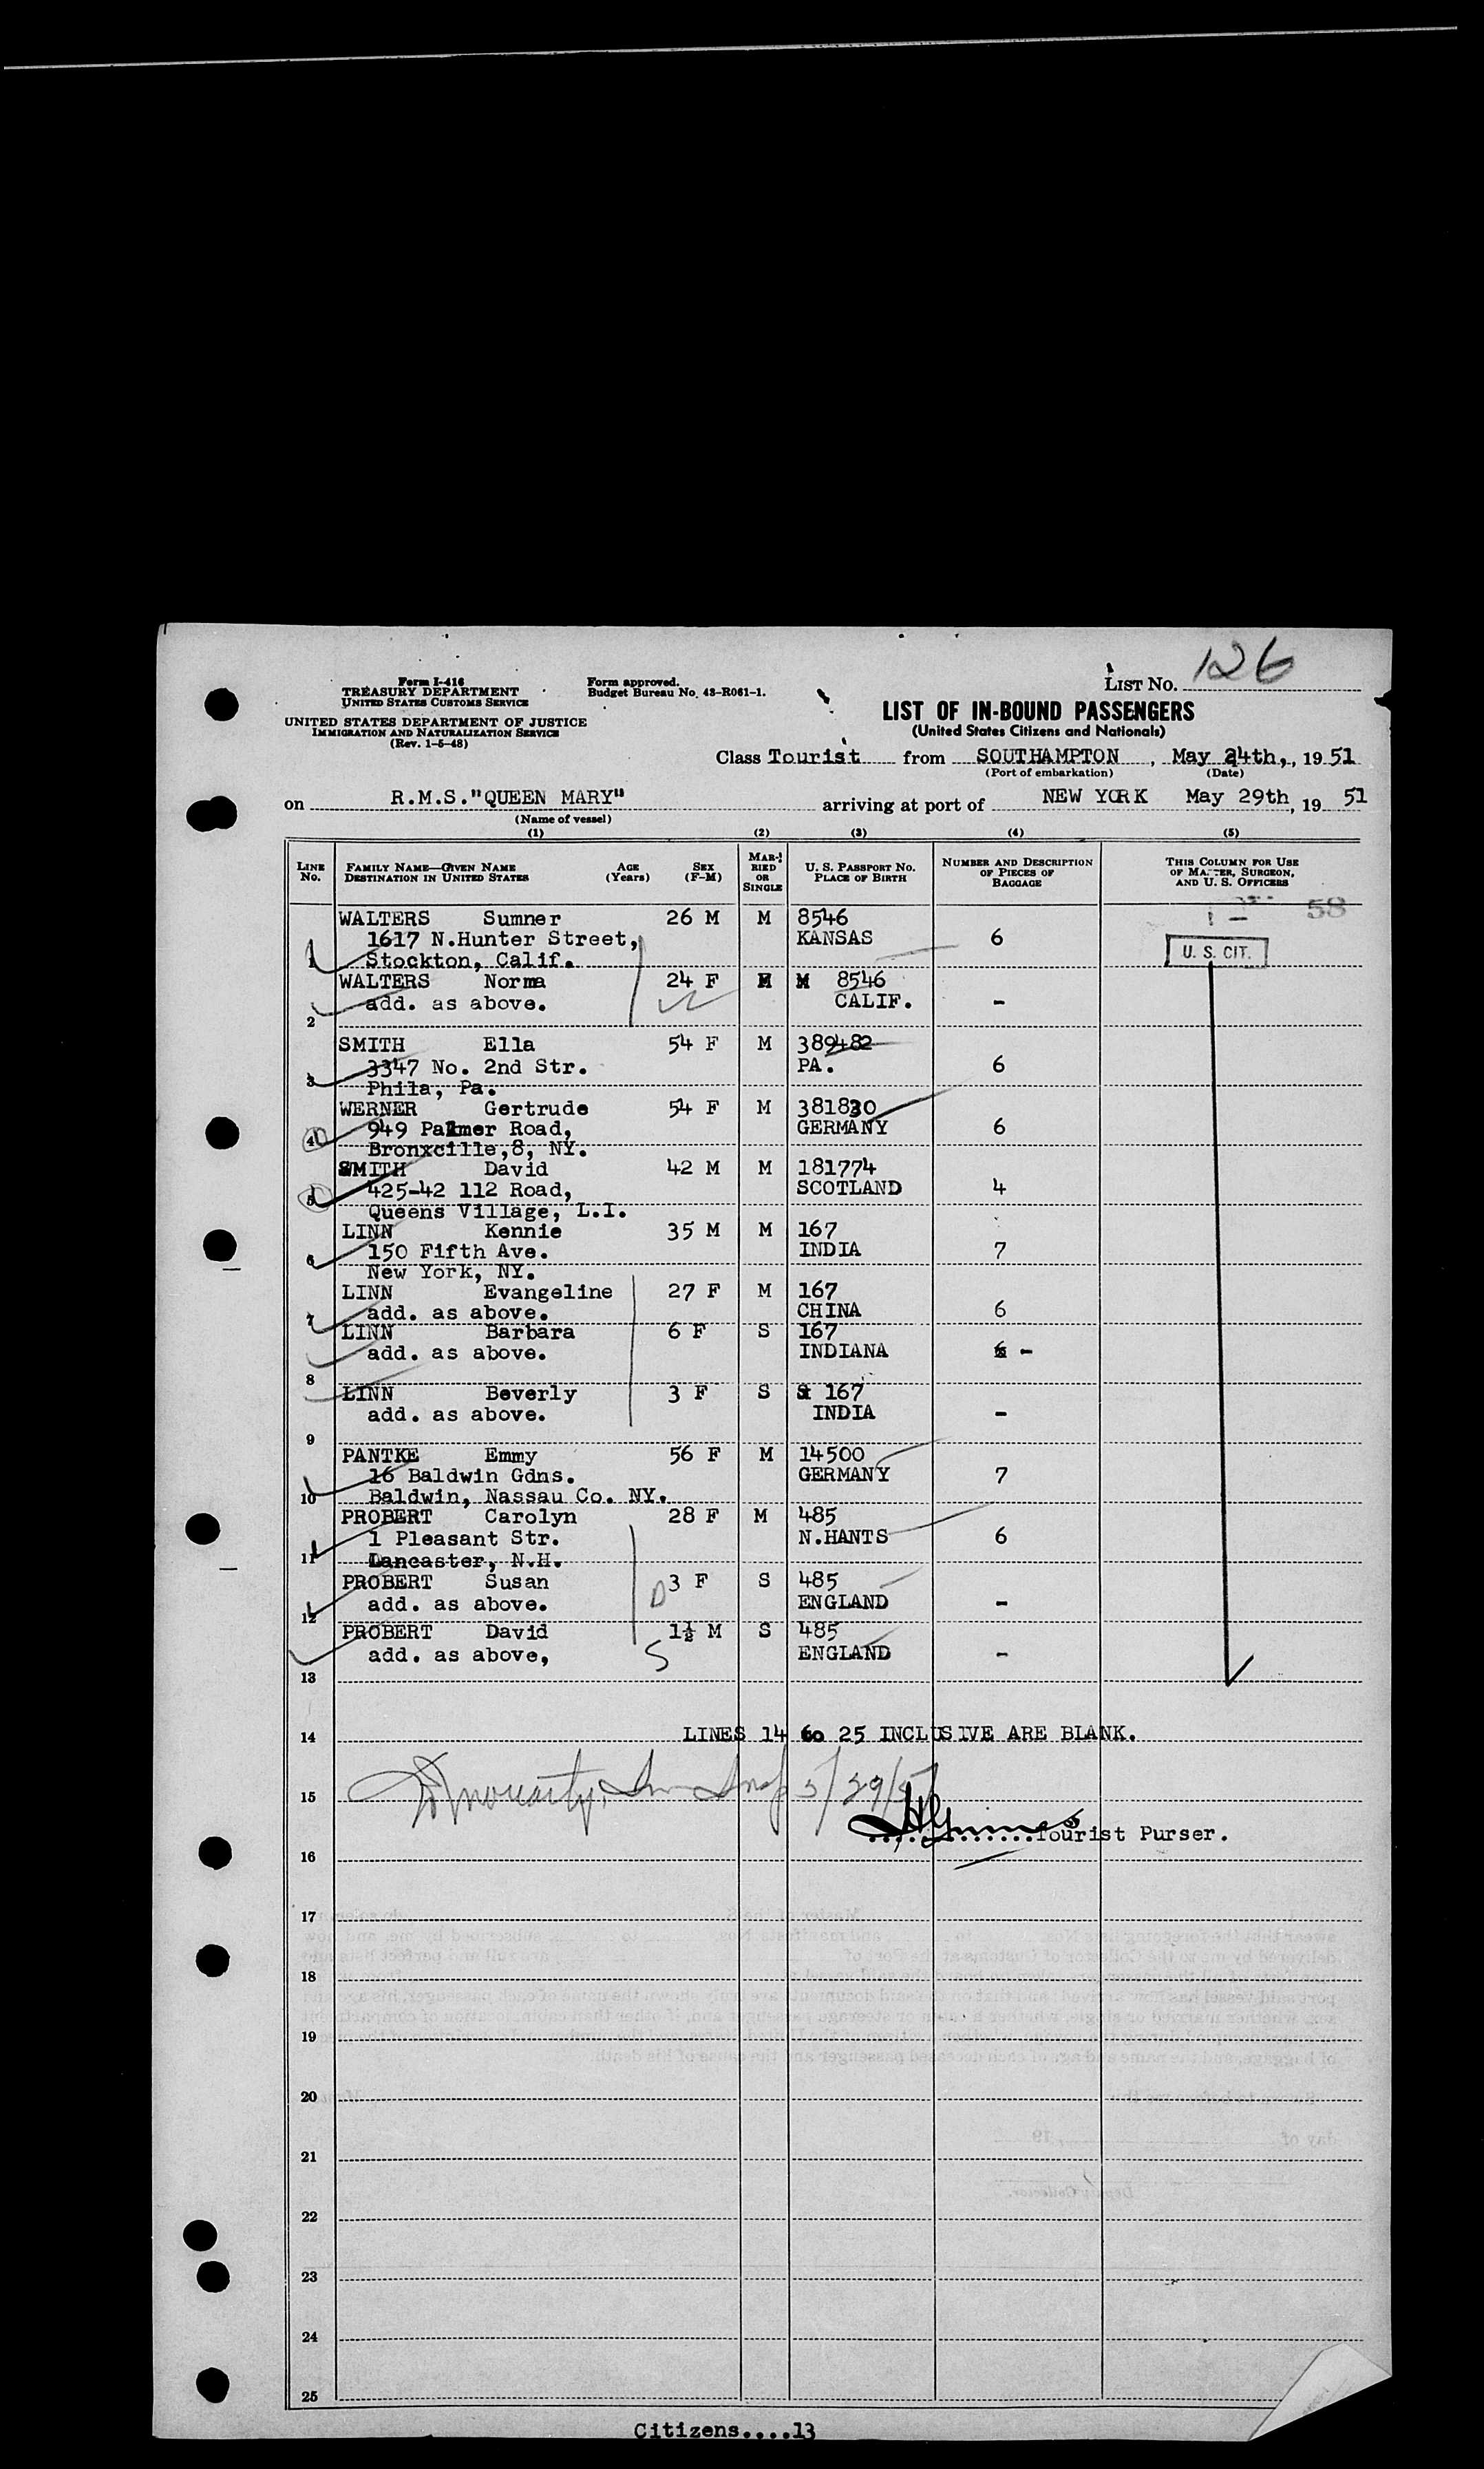 126
LIST NO.
Form I-416
TREASURY DEPARTMENT
UNITED STATES CUSTOMS SERVICE
UNITED STATES DEPARTMENT OF JUSTICE
IMMIGRATION AND NATURALIZATION SERVICE
(Rev. 1-5-48)
Form approved.
Budget Bureau No. 43-R061-1.
LIST OF IN-BOUND PASSENGERS
(United States Citizens and Nationals)
Class Tourist from SOUTHAMPTON, May 24th,, 1951
(Port of embarkation) (Date)
on R.M.S."QUEEN MARY" arriving at port of NEW YORK May 29th, 19 51
(Name of vessel)
(1) (2) (3) (4) (5)
LINE NO. FAMILY NAME—GIVEN NAME DESTINATION IN UNITED STATES AGE (Years) SEX (F-M) MARRIED OR SINGLE U. S. PASSPORT NO. PLACE OF BIRTH NUMBER AND DESCRIPTION OF PIECES OF BAGGAGE THIS COLUMN FOR USE OF MASTER, SURGEON, AND U. S. OFFICERS
58
WALTERS Sumner 26 M M 8546
1617 N.Hunter Street, KANSAS 6
1 Stockton, Calif.
U. S. CIT.
WALTERS Norma 24 F M 8546
add. as above. CALIF. -
2
SMITH Ella 54 F M 389482
3347 No. 2nd Str. PA. 6
3 Phila, Pa.
WERNER Gertrude 54 F M 381830
4 949 Palmer Road, GERMANY 6
Bronxcille,8, NY.
SMITH David 42 M M 181774
5 425-42 112 Road, SCOTLAND 4
Queens Village, L.I.
LINN Kennie 35 M M 167
6 150 Fifth Ave. INDIA 7
New York, NY.
LINN Evangeline 27 F M 167
7 add. as above. CHINA 6
LINN Barbara 6 F S 167
add. as above. INDIANA -
8
LINN Beverly 3 F S 167
add. as above. INDIA -
9
PANTKE Emmy 56 F M 14500
16 Baldwin Gdns. GERMANY 7
10 Baldwin, Nassau Co. NY.
PROBERT Carolyn 28 F M 485
1 Pleasant Str. N.HANTS 6
11 Lancaster, N.H.
PROBERT Susan D 3 F S 485
12 add. as above. ENGLAND -
PROBERT David 1½ M S 485
add. as above, S ENGLAND -
13
14 LINES 14 to 25 INCLUSIVE ARE BLANK.
15 5/29/51
Tourist Purser.
16
17
18
19
20
21
22
23
24
25
Citizens....13